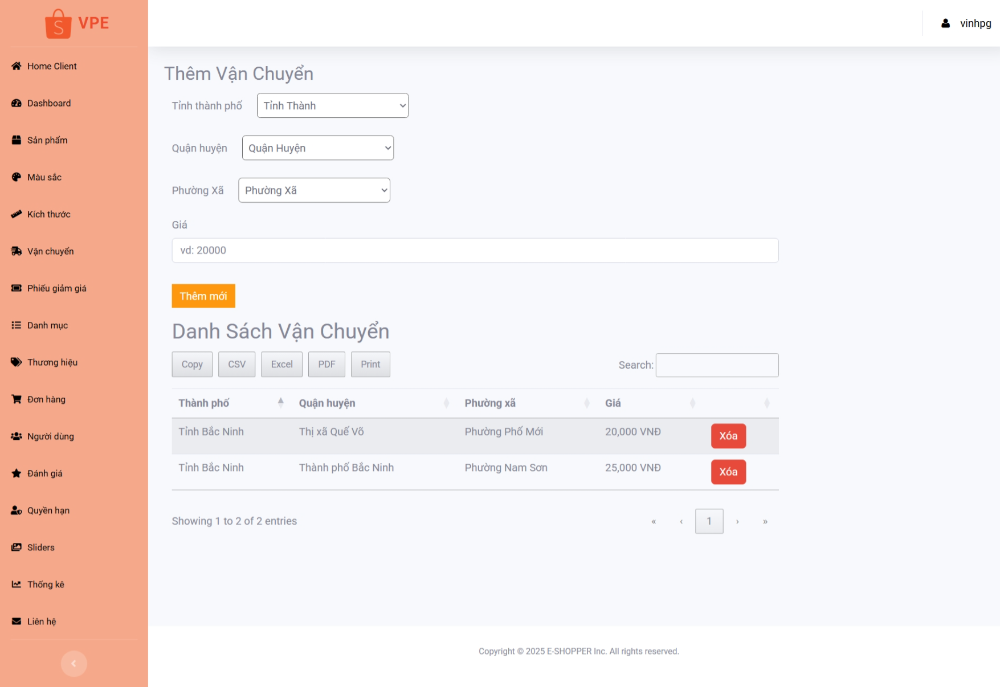 S VPE
vinhpg
Home Client
Dashboard
Sản phẩm
Màu sắc
Kích thước
Vận chuyển
Phiếu giảm giá
Danh mục
Thương hiệu
Đơn hàng
Người dùng
Đánh giá
Quyền hạn
Sliders
Thống kê
Liên hệ
Thêm Vận Chuyển
Tỉnh thành phố Tỉnh Thành
Quận huyện Quận Huyện
Phường Xã Phường Xã
Giá
vd: 20000
Thêm mới
Danh Sách Vận Chuyển
Copy CSV Excel PDF Print Search:
Thành phố Quận huyện Phường xã Giá
Tỉnh Bắc Ninh Thị xã Quế Võ Phường Phố Mới 20,000 VNĐ Xóa
Tỉnh Bắc Ninh Thành phố Bắc Ninh Phường Nam Sơn 25,000 VNĐ Xóa
Showing 1 to 2 of 2 entries « ‹ 1 › »
Copyright © 2025 E-SHOPPER Inc. All rights reserved.